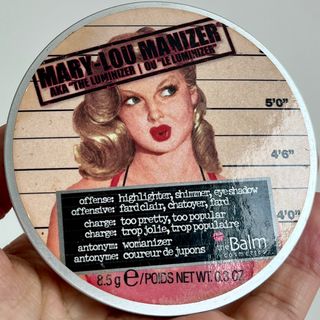 MARY-LOU MANIZER®
AKA "THE LUMINIZER" | OU "LE LUMINIZER"
5'0"
4'6"
4'0"
offense: highlighter, shimmer, eyeshadow
offensive: fard clair, chatoyer, fard
charge: too pretty, too popular
charge: trop jolie, trop populaire
antonym: womanizer
antonyme: coureur de jupons
theBalm
cosmetics
8.5 g e/POIDS NET WT. 0.3 OZ.